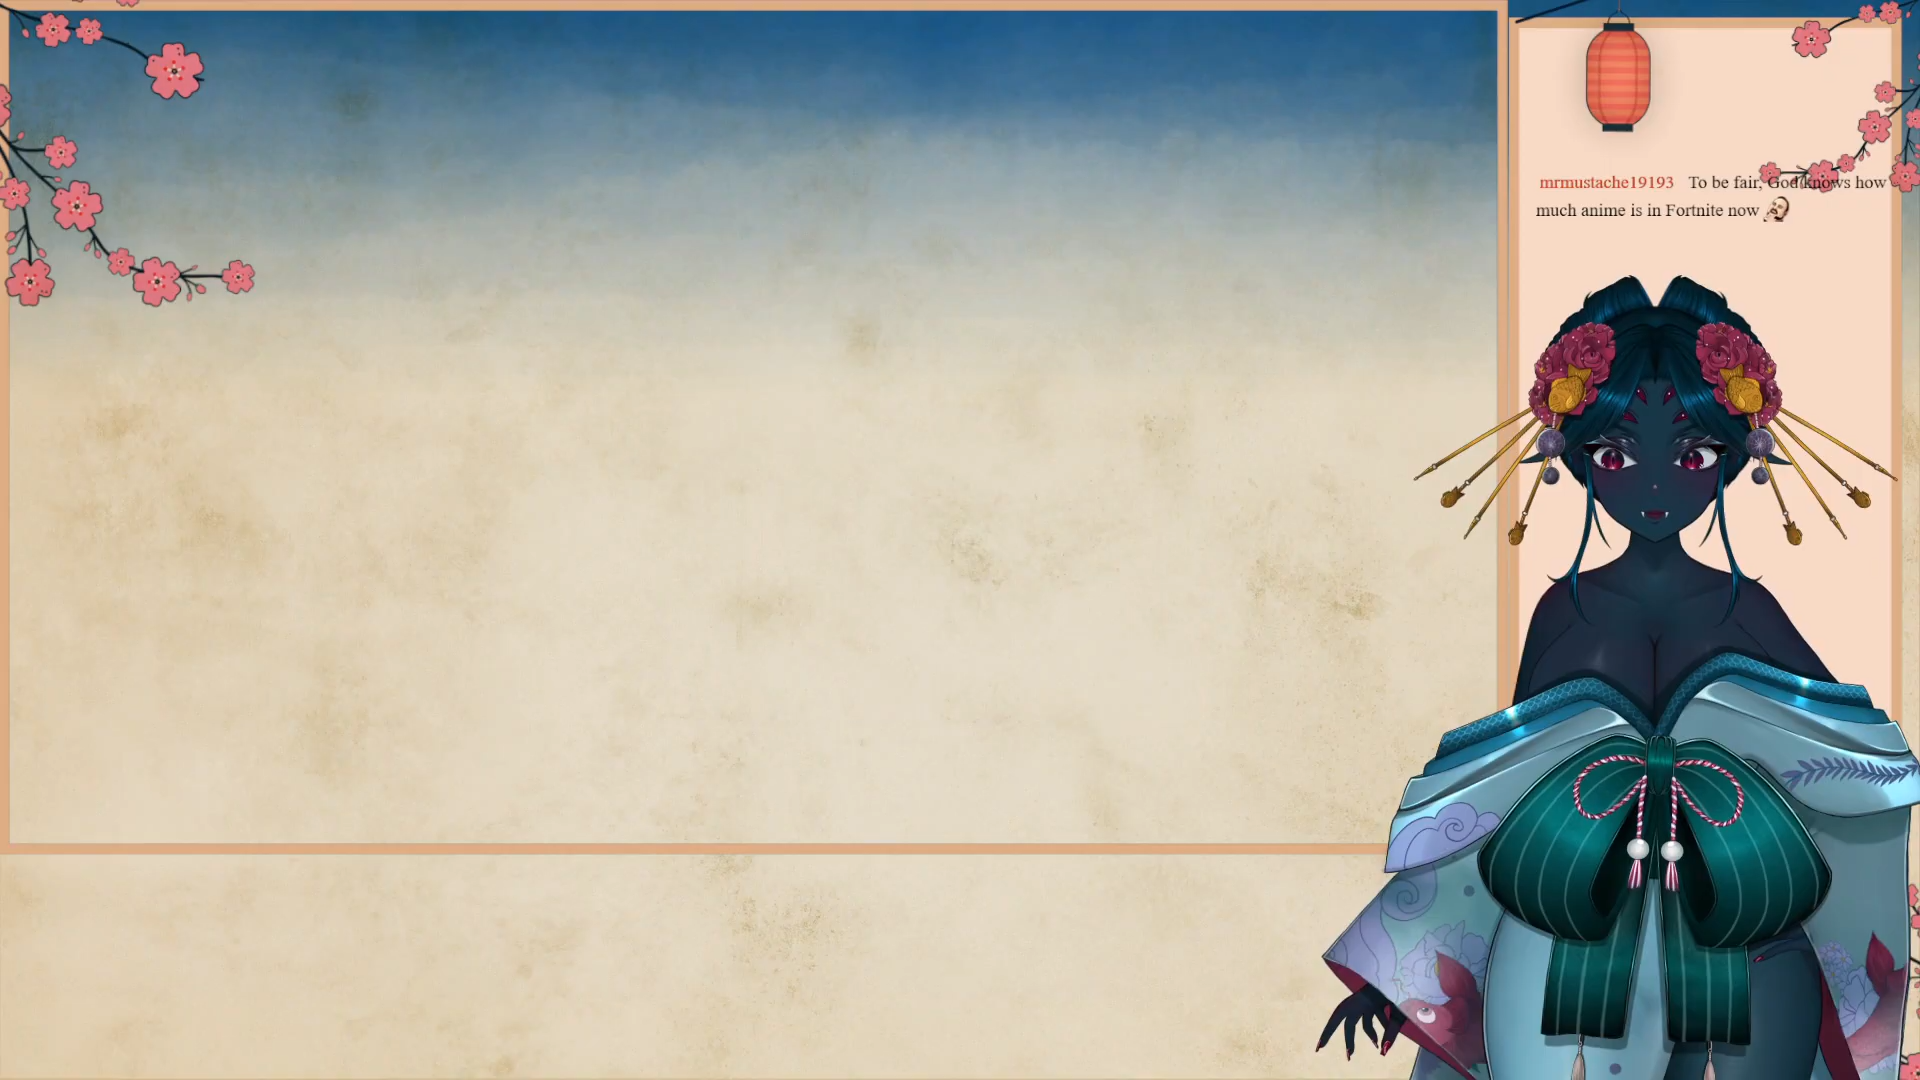 mrmustache19193 To be fair, God knows how
much anime is in Fortnite now